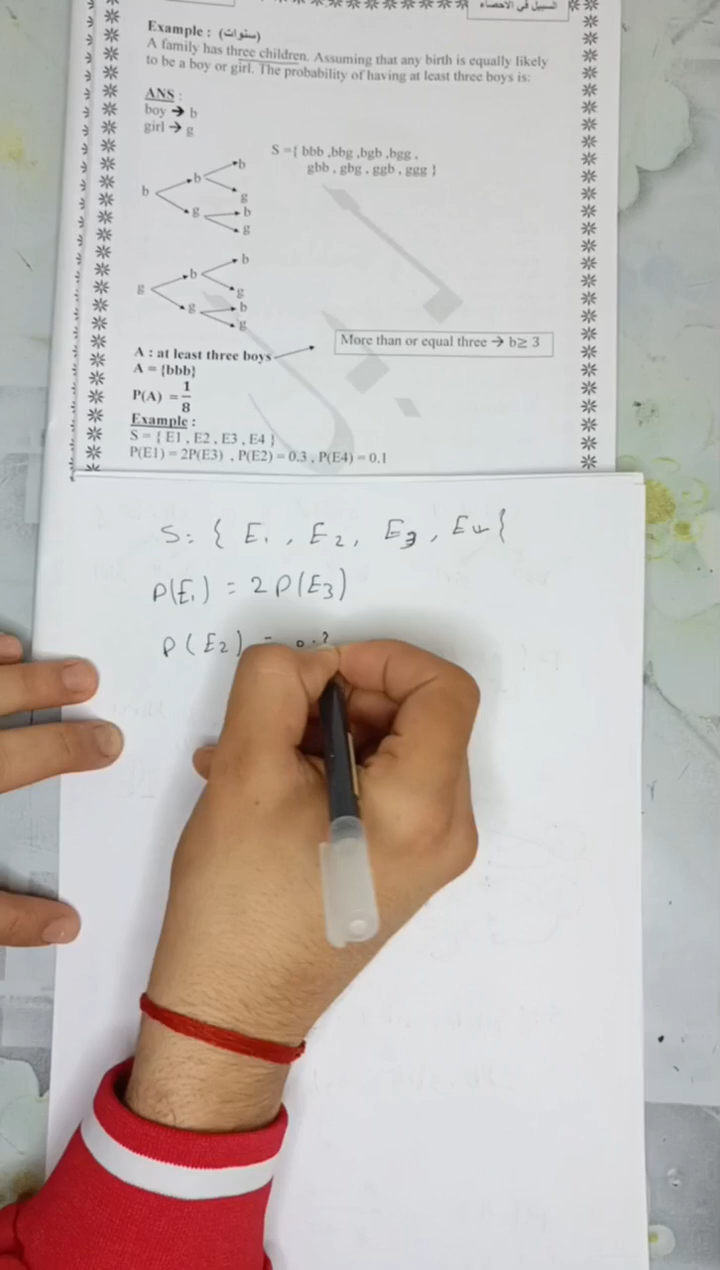 السبيل في الاحصاء
Example : (سنوات)
A family has three children. Assuming that any birth is equally likely
to be a boy or girl. The probability of having at least three boys is:
ANS :
boy → b
girl → g
S ={ bbb ,bbg ,bgb ,bgg ,
gbb , gbg , ggb , ggg }
b
b
b
g
g
b
g
g
b
b
g
g
b
g
A : at least three boys
More than or equal three → b≥ 3
A = {bbb}
P(A) = 1/8
Example :
S = { E1 , E2 , E3 , E4 }
P(E1) = 2P(E3) , P(E2) = 0.3 , P(E4) = 0.1
S = { E1 , E2 , E3 , E4 {
P(E1) = 2 P(E3)
P(E2) = 0.3